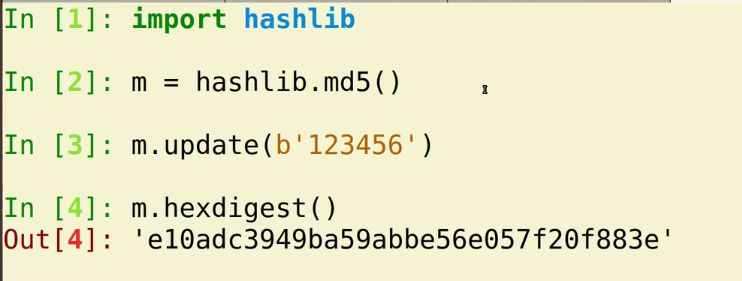 In [1]: import hashlib
In [2]: m = hashlib.md5()
In [3]: m.update(b'123456')
In [4]: m.hexdigest()
Out[4]: 'e10adc3949ba59abbe56e057f20f883e'